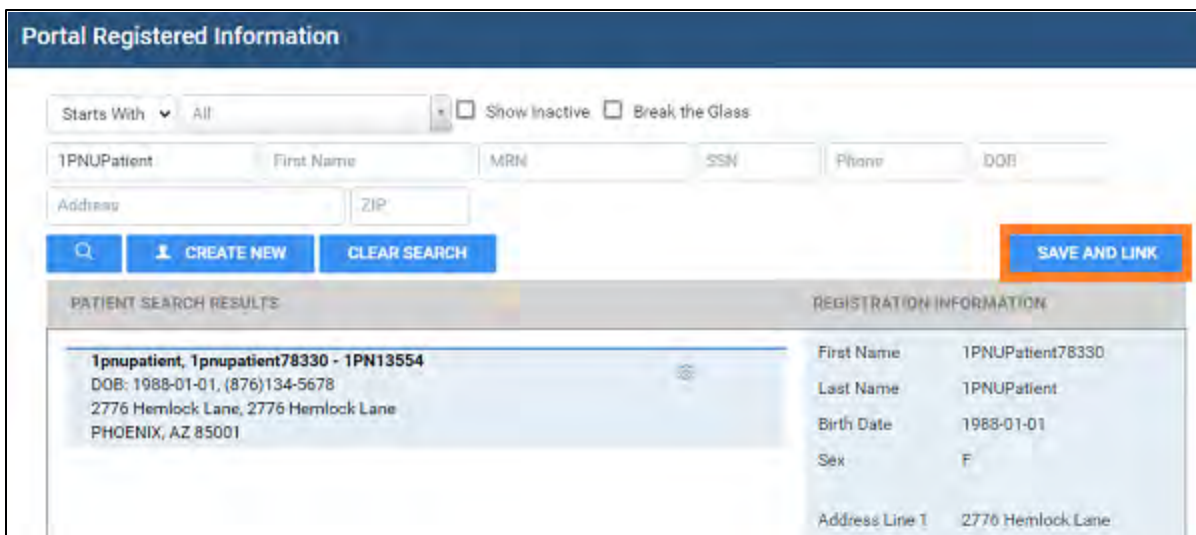 Portal Registered Information
Starts With All Show Inactive Break the Glass
1PNUPatient First Name MRN SSN Phone DOB
Address ZIP
CREATE NEW CLEAR SEARCH SAVE AND LINK
PATIENT SEARCH RESULTS REGISTRATION INFORMATION
1pnupatient, 1pnupatient78330 - 1PN13554
DOB: 1988-01-01, (876)134-5678
2776 Hemlock Lane, 2776 Hemlock Lane
PHOENIX, AZ 85001
First Name 1PNUPatient78330
Last Name 1PNUPatient
Birth Date 1988-01-01
Sex F
Address Line 1 2776 Hemlock Lane